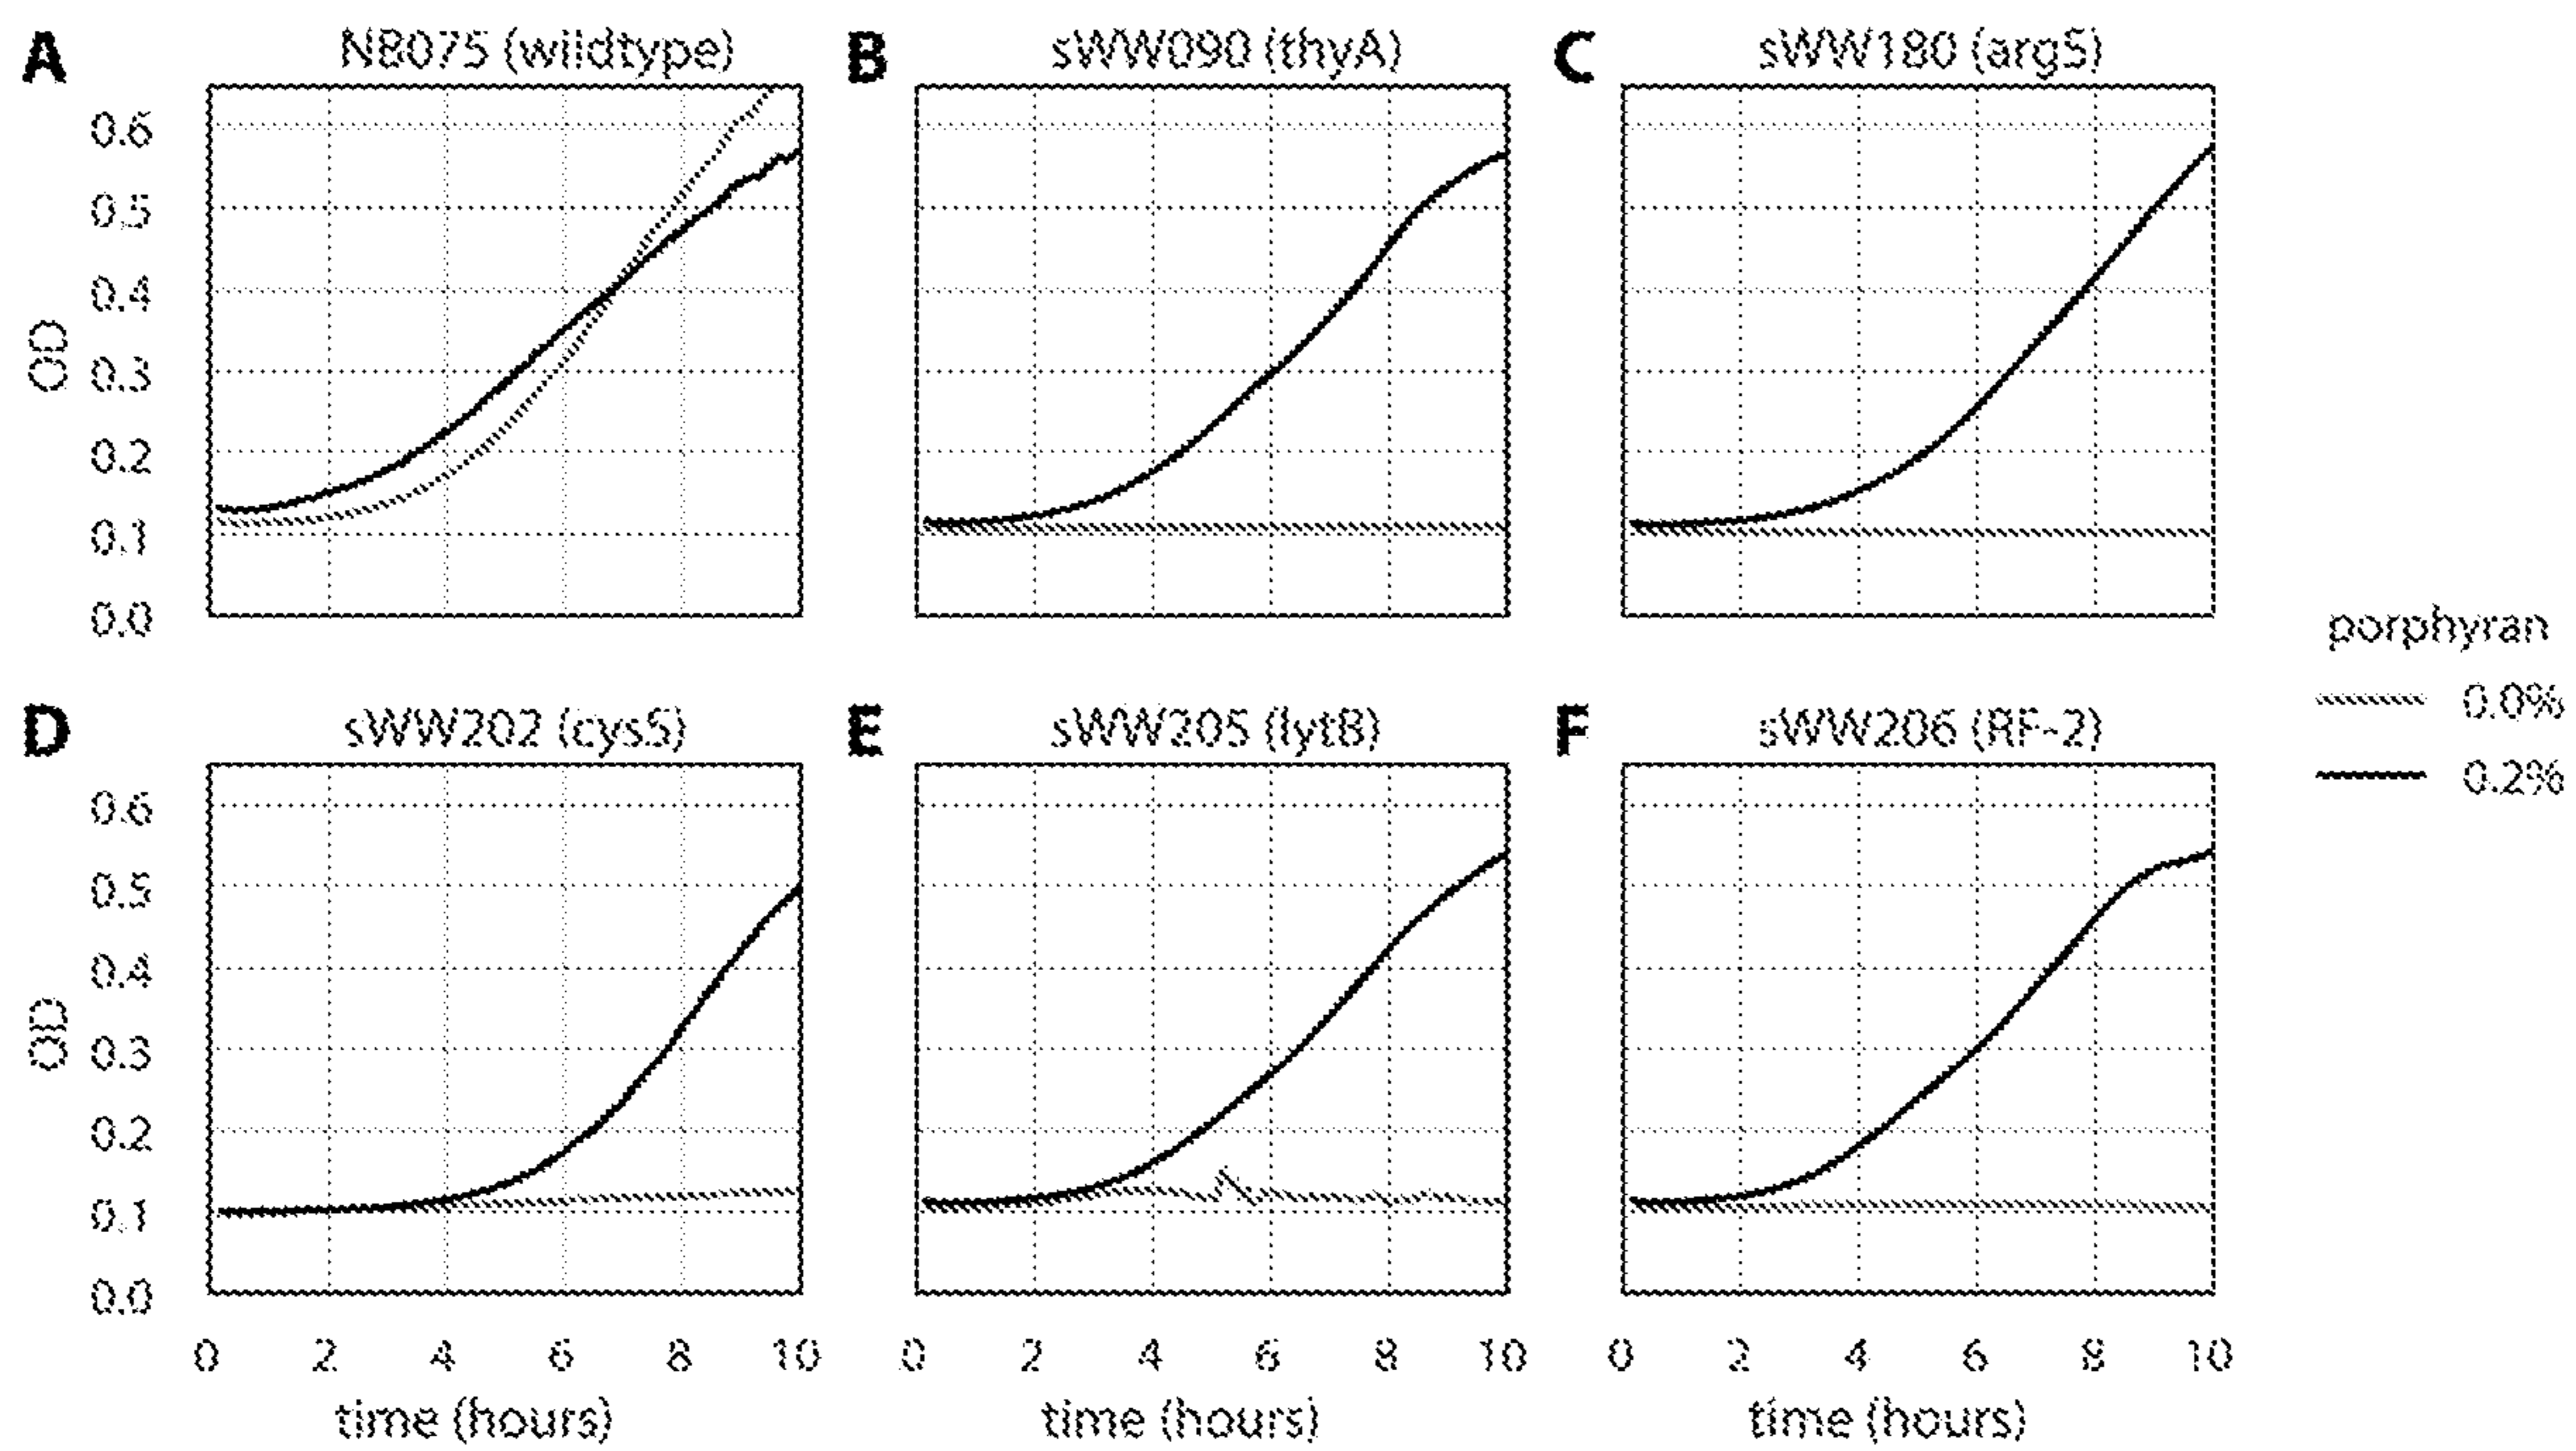 A NB075 (wildtype) B sWW090 (thyA) C sWW180 (argS)
0.6
0.5
0.4
0.3
0.2
0.1
0.0
OD
porphyran
0.0%
0.2%
D sWW202 (cysS) E sWW205 (lytB) F sWW206 (RF-2)
0.6
0.5
0.4
0.3
0.2
0.1
0.0
OD
0 2 4 6 8 10 0 2 4 6 8 10 0 2 4 6 8 10
time (hours) time (hours) time (hours)